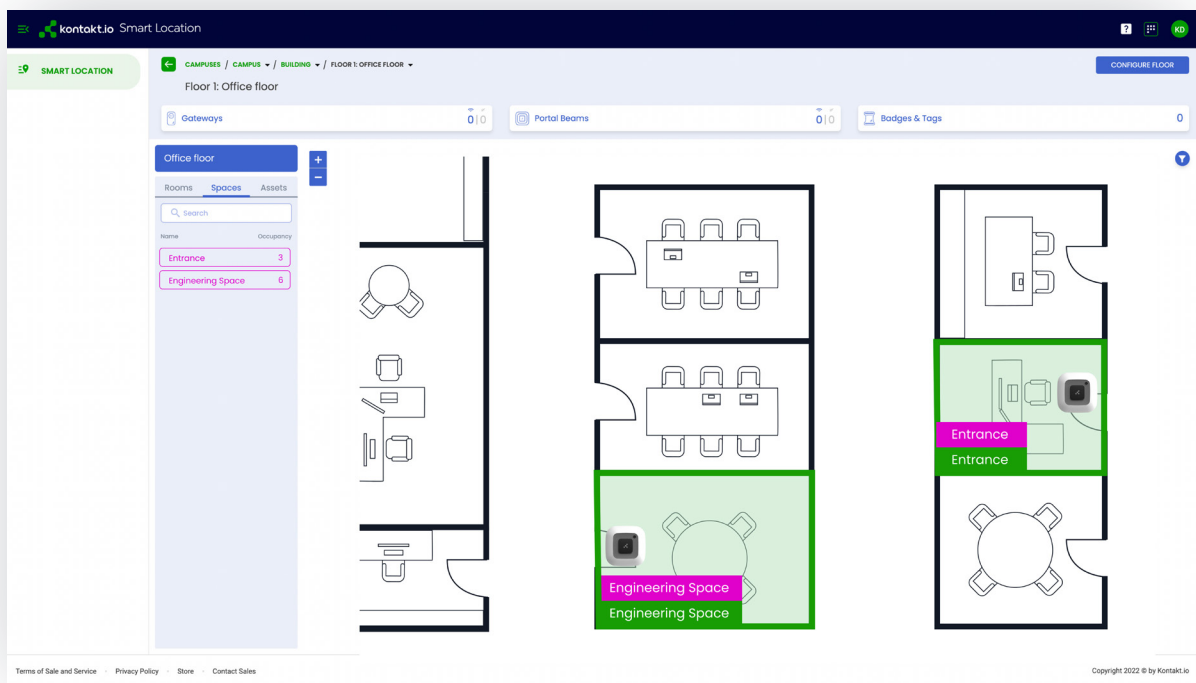 kontakt.io Smart Location
?
KD
SMART LOCATION
CAMPUSES / CAMPUS / BUILDING / FLOOR 1: OFFICE FLOOR
CONFIGURE FLOOR
Floor 1: Office floor
Gateways 0|0
Portal Beams 0|0
Badges & Tags 0
Office floor
+
−
Rooms Spaces Assets
Search
Name Occupancy
Entrance 3
Engineering Space 6
Entrance
Entrance
Engineering Space
Engineering Space
Terms of Sale and Service · Privacy Policy · Store · Contact Sales
Copyright 2022 © by Kontakt.io